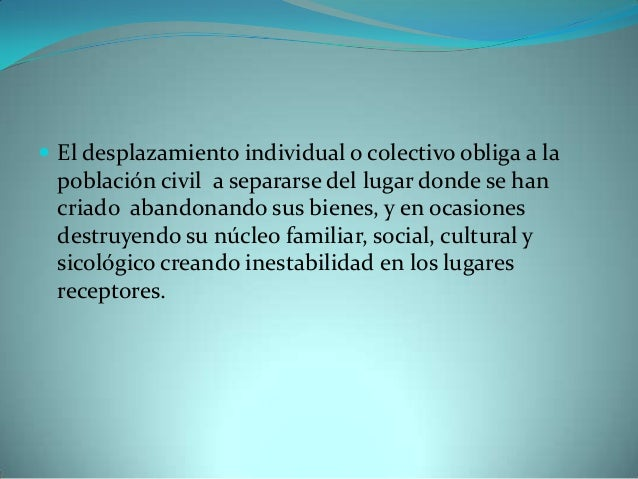 El desplazamiento individual o colectivo obliga a la
población civil a separarse del lugar donde se han
criado abandonando sus bienes, y en ocasiones
destruyendo su núcleo familiar, social, cultural y
sicológico creando inestabilidad en los lugares
receptores.